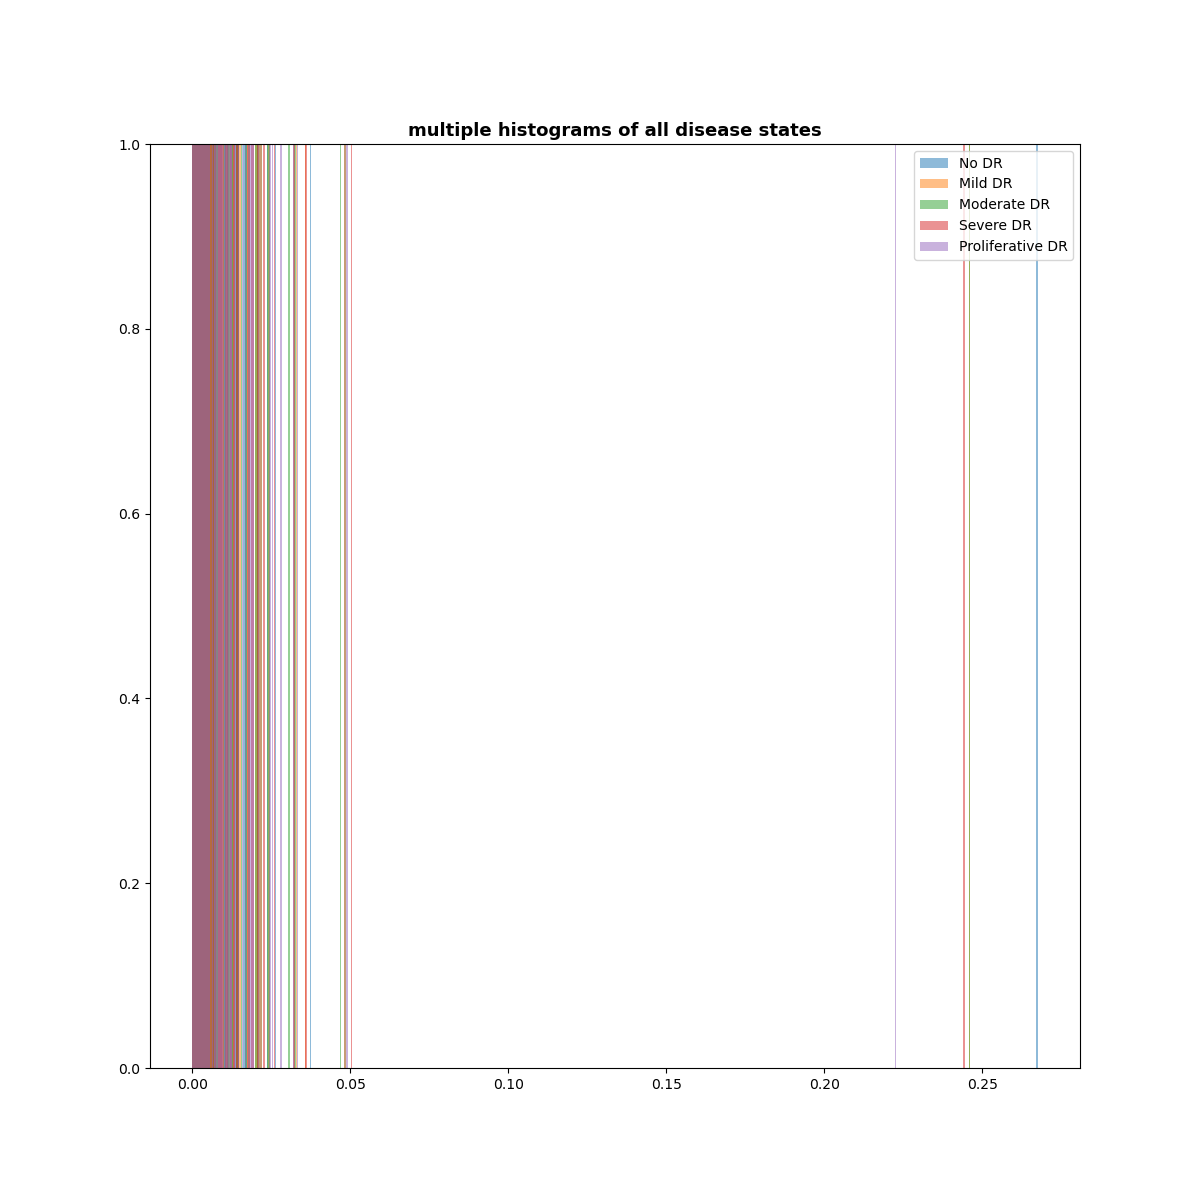 multiple histograms of all disease states
1.0
0.8
0.6
0.4
0.2
0.0
No DR
Mild DR
Moderate DR
Severe DR
Proliferative DR
0.00 0.05 0.10 0.15 0.20 0.25